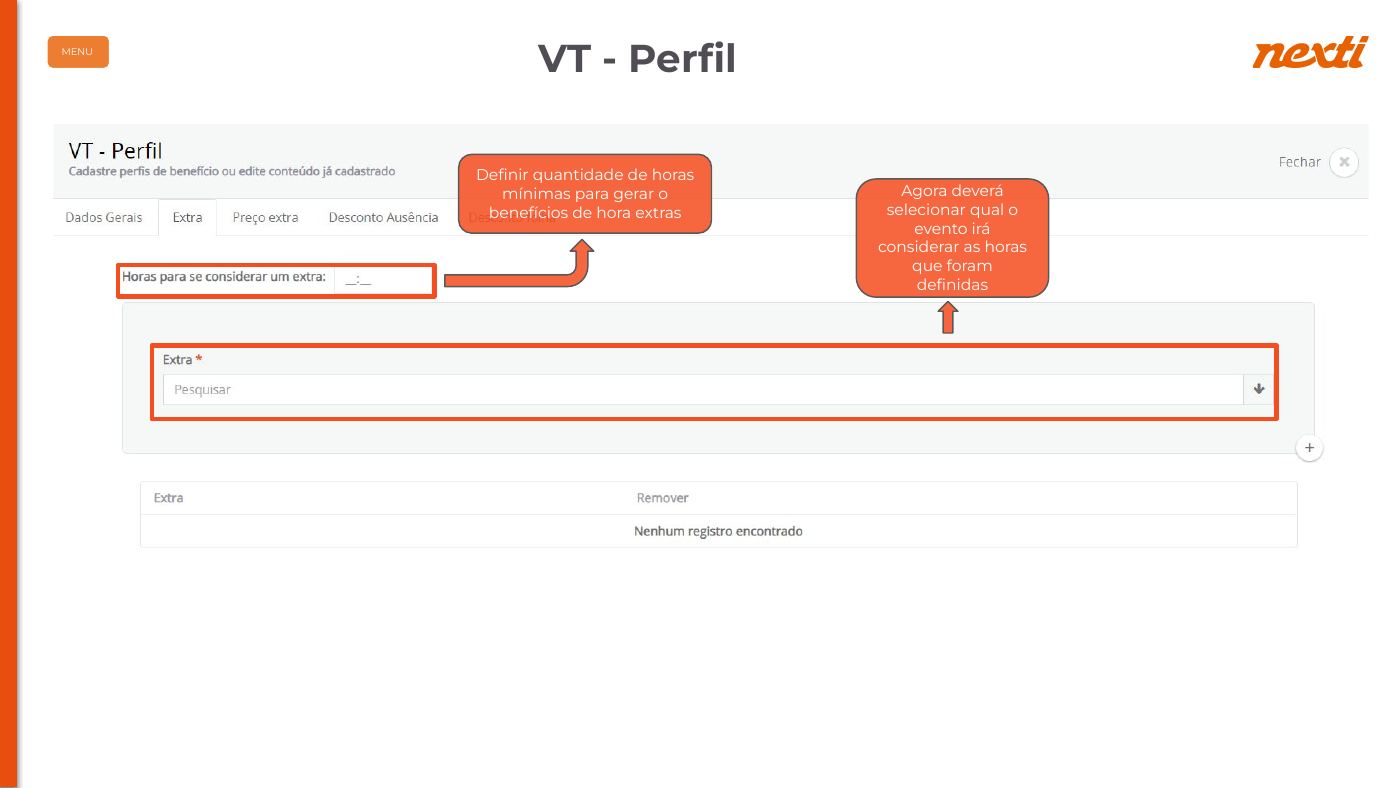 MENU
VT - Perfil
nexti
VT - Perfil
Cadastre perfis de benefício ou edite conteúdo já cadastrado
Fechar
Definir quantidade de horas
mínimas para gerar o
benefícios de hora extras
Agora deverá
selecionar qual o
evento irá
considerar as horas
que foram
definidas
Dados Gerais
Extra
Preço extra
Desconto Ausência
Horas para se considerar um extra:
__:__
Extra *
Pesquisar
+
Extra
Remover
Nenhum registro encontrado